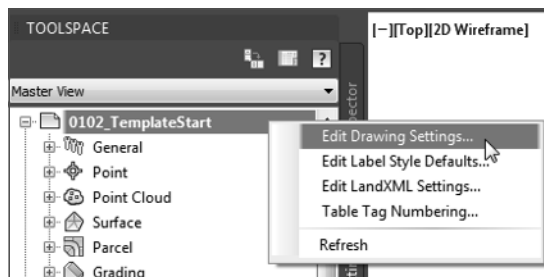 TOOLSPACE
[−][Top][2D Wireframe]
?
Master View
0102_TemplateStart
General
Point
Point Cloud
Surface
Parcel
Grading
Edit Drawing Settings...
Edit Label Style Defaults...
Edit LandXML Settings...
Table Tag Numbering...
Refresh